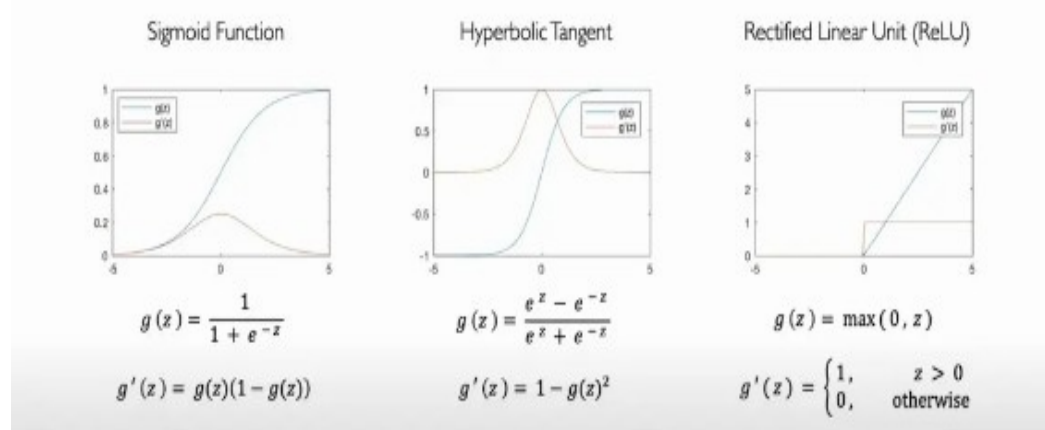 Sigmoid Function
Hyperbolic Tangent
Rectified Linear Unit (ReLU)
g(z)
g'(z)
1
0.8
0.6
0.4
0.2
0
-5
0
5
g(z) = 1 / (1 + e^{-z})
g'(z) = g(z)(1 − g(z))
g(z)
g'(z)
1
0.5
0
-0.5
-1
-5
0
5
g(z) = (e^z − e^{-z}) / (e^z + e^{-z})
g'(z) = 1 − g(z)²
g(z)
g'(z)
5
4
3
2
1
0
-5
0
5
g(z) = max(0, z)
g'(z) = { 1, z > 0
0, otherwise